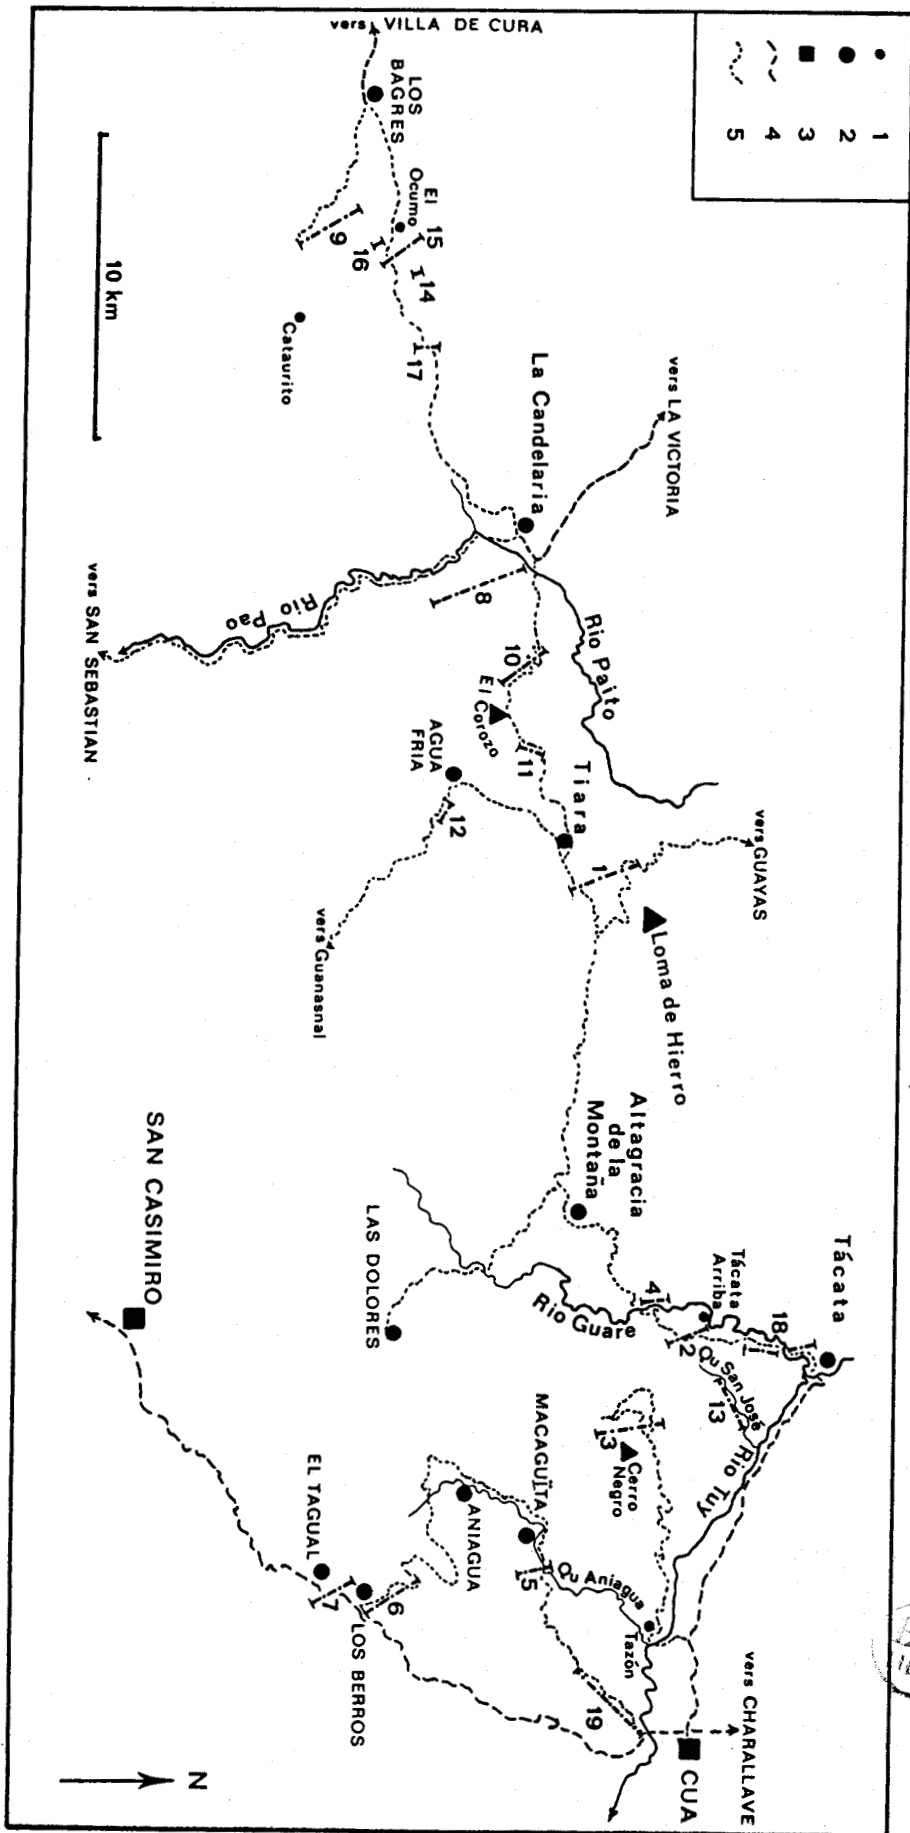 1
2
3
4
5
vers VILLA DE CURA
LOS
BAGRES
El
Ocumo
15
9
16
14
17
Cataurito
10 km
La Candelaria
vers LA VICTORIA
Rio Pao
vers SAN SEBASTIAN
8
Rio Paito
10
El
Corozo
11
AGUA
FRIA
12
Tiara
1
vers GUAYAS
Loma de Hierro
vers Guanasnal
Altagracia
de la
Montaña
LAS DOLORES
SAN CASIMIRO
Rio Guare
4
Tácata
Arriba
2
18
Tácata
Qu San José
13
Rio Tuy
3
Cerro
Negro
MACAGUÏTA
ANIAGUA
5
Qu Aniagua
Tazón
EL TAGUAL
7
6
LOS BERROS
19
vers CHARALLAVE
CUA
N